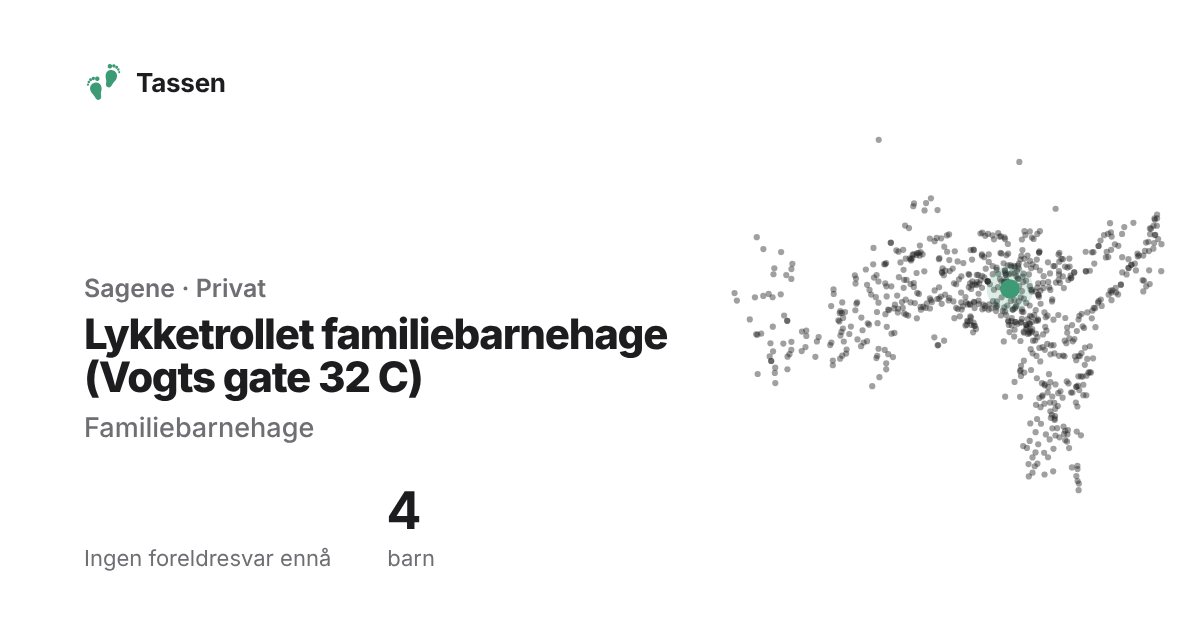 Tassen
Sagene · Privat
Lykketrollet familiebarnehage
(Vogts gate 32 C)
Familiebarnehage
4
Ingen foreldresvar ennå
barn